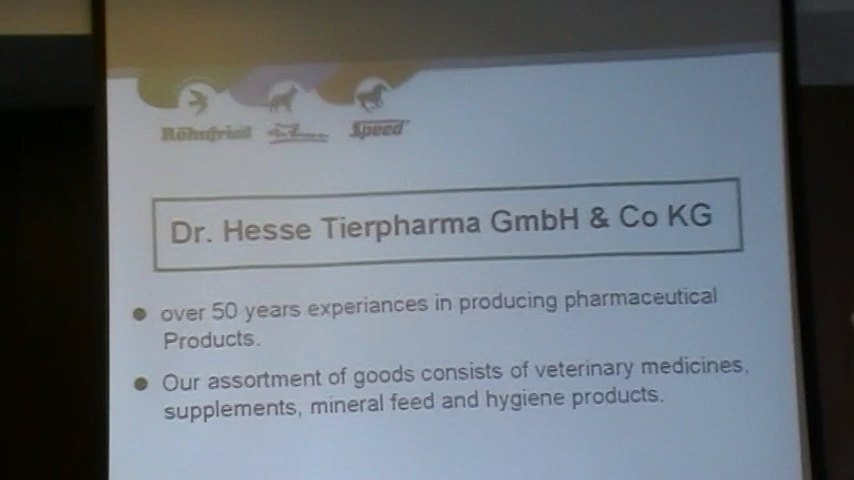 Röhnfried Speed
Dr. Hesse Tierpharma GmbH & Co KG
over 50 years experiances in producing pharmaceutical
Products.
Our assortment of goods consists of veterinary medicines,
supplements, mineral feed and hygiene products.